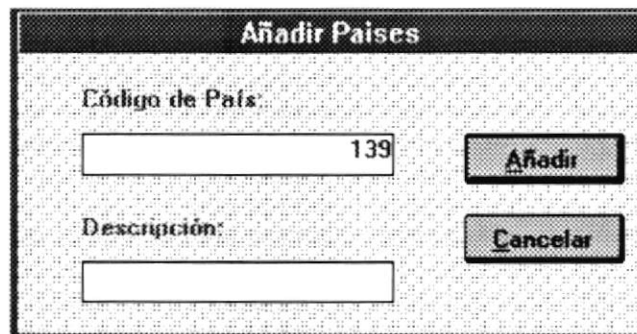 Añadir Paises
Código de País:
139
Añadir
Descripción:
Cancelar